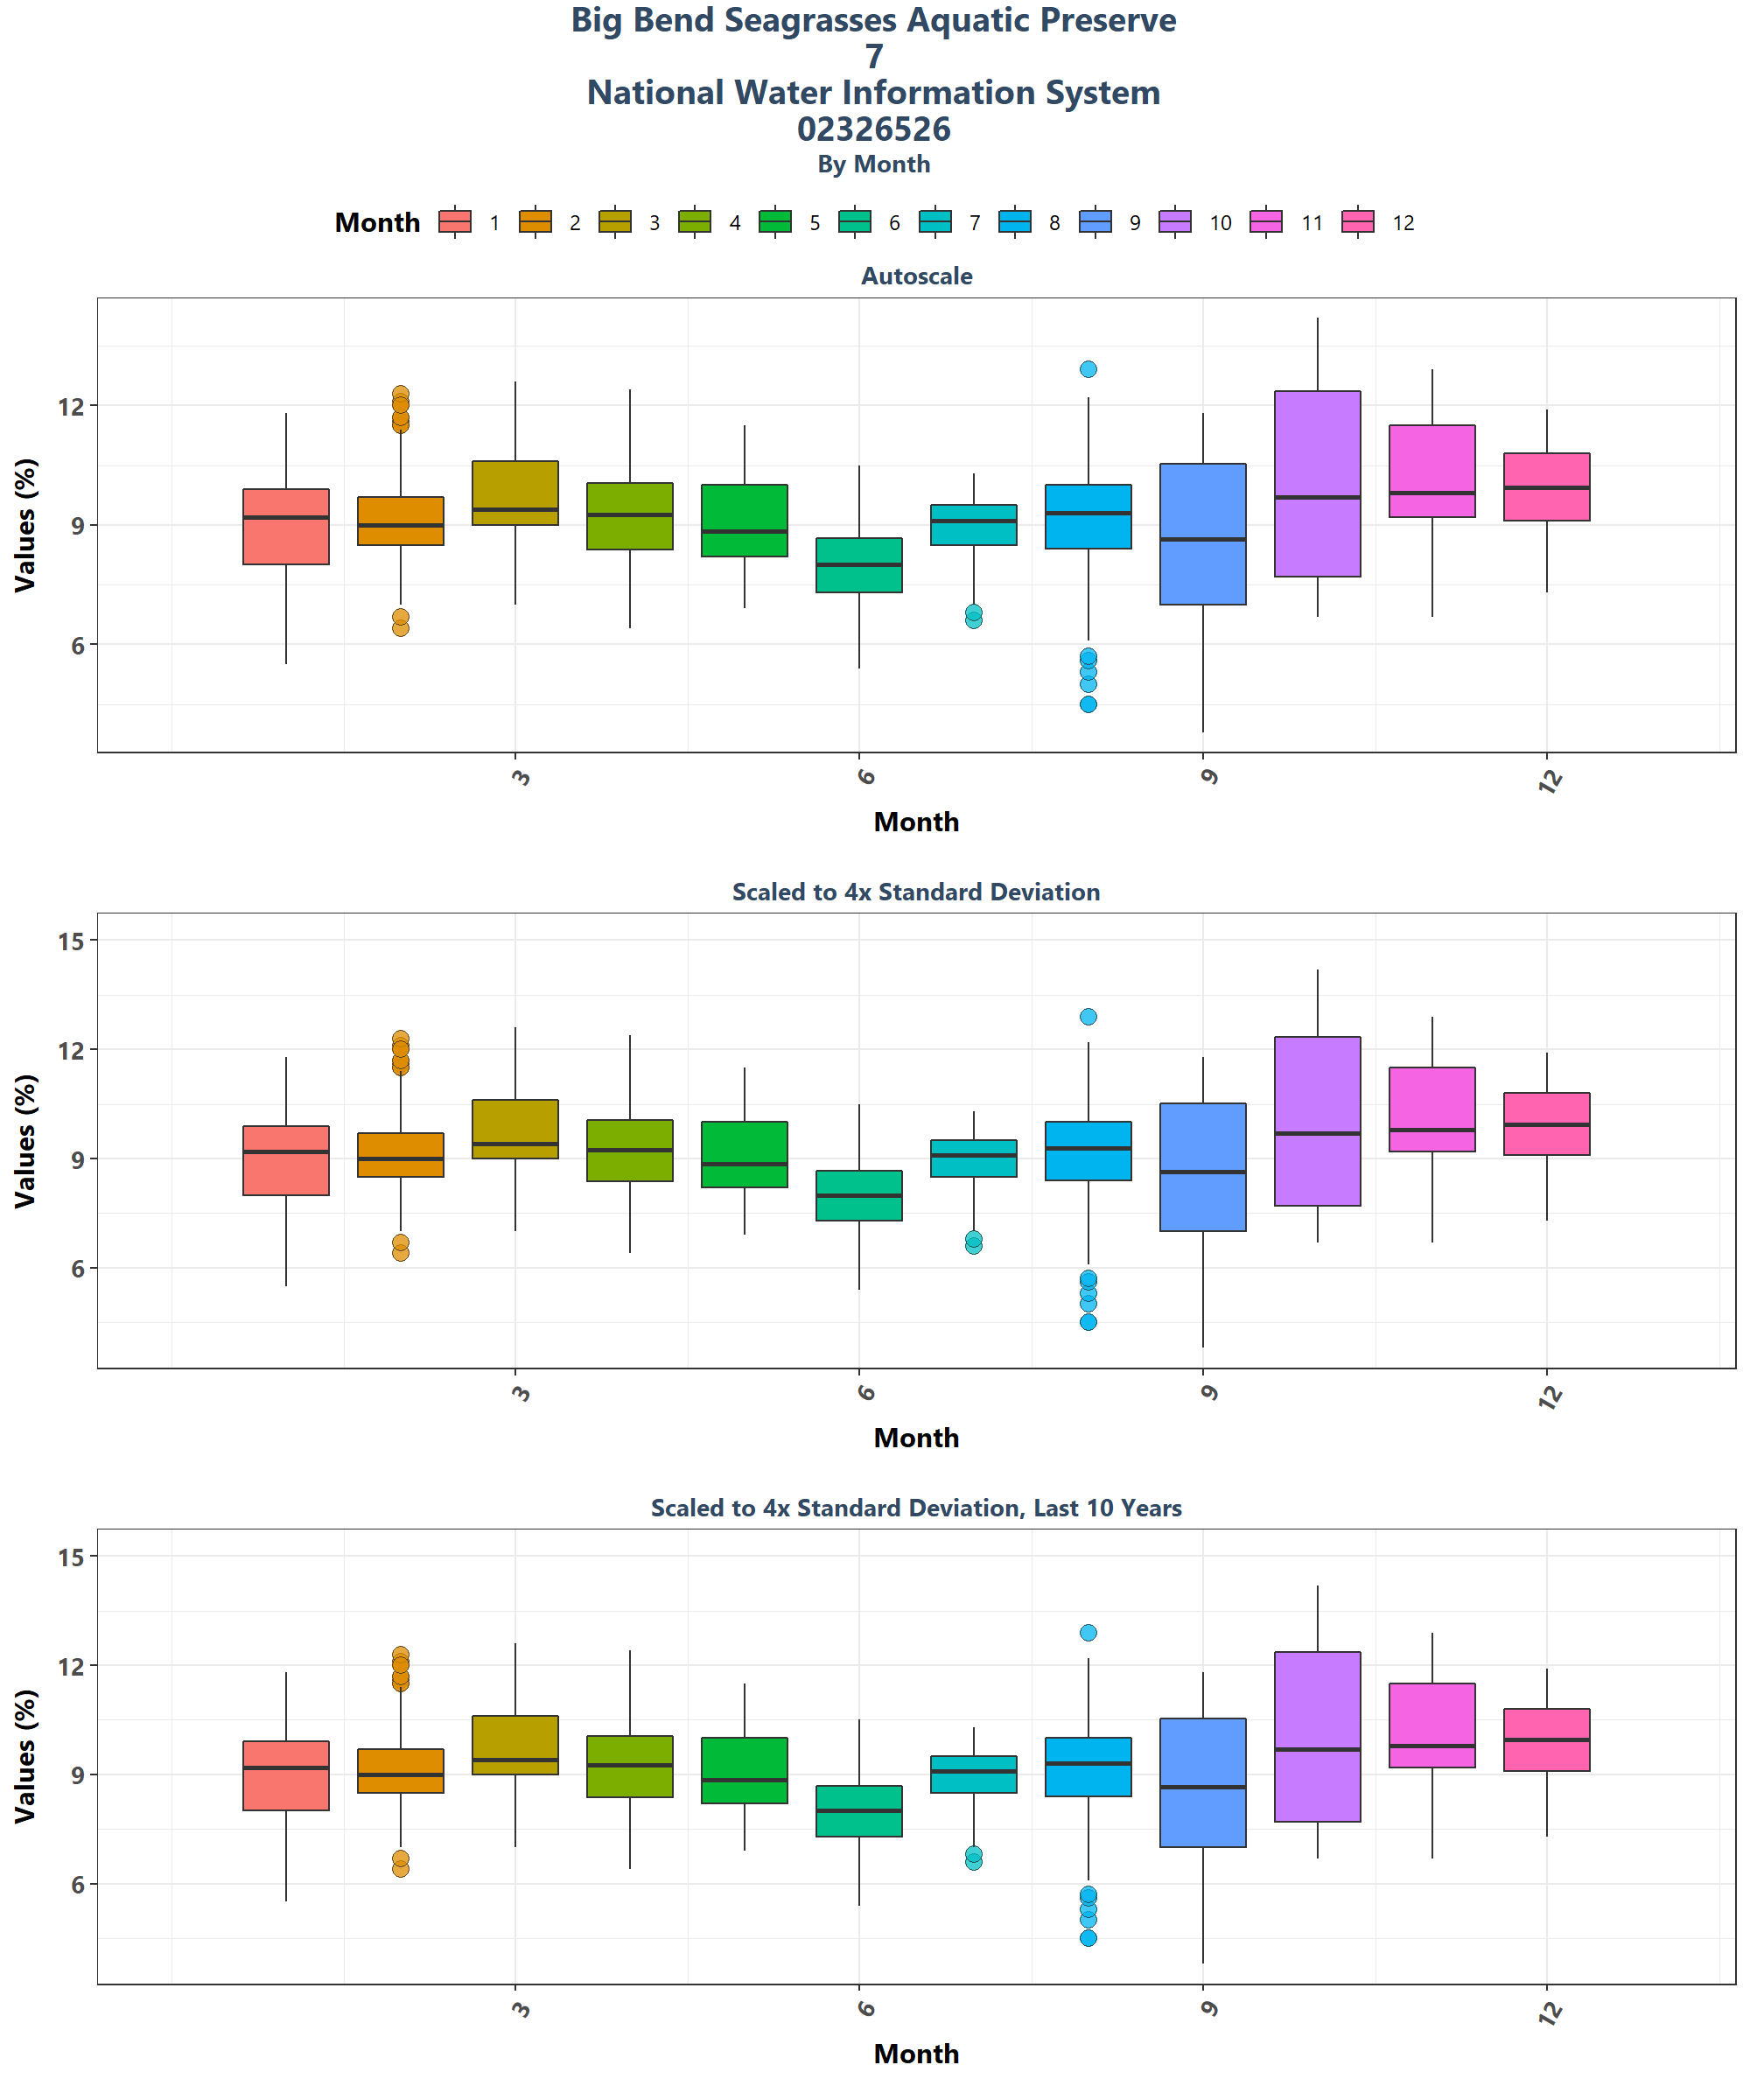 Big Bend Seagrasses Aquatic Preserve
7
National Water Information System
02326526
By Month
Month 1 2 3 4 5 6 7 8 9 10 11 12
Autoscale
Values (%)
12
9
6
3 6 9 12
Month
Scaled to 4x Standard Deviation
Values (%)
15
12
9
6
3 6 9 12
Month
Scaled to 4x Standard Deviation, Last 10 Years
Values (%)
15
12
9
6
3 6 9 12
Month